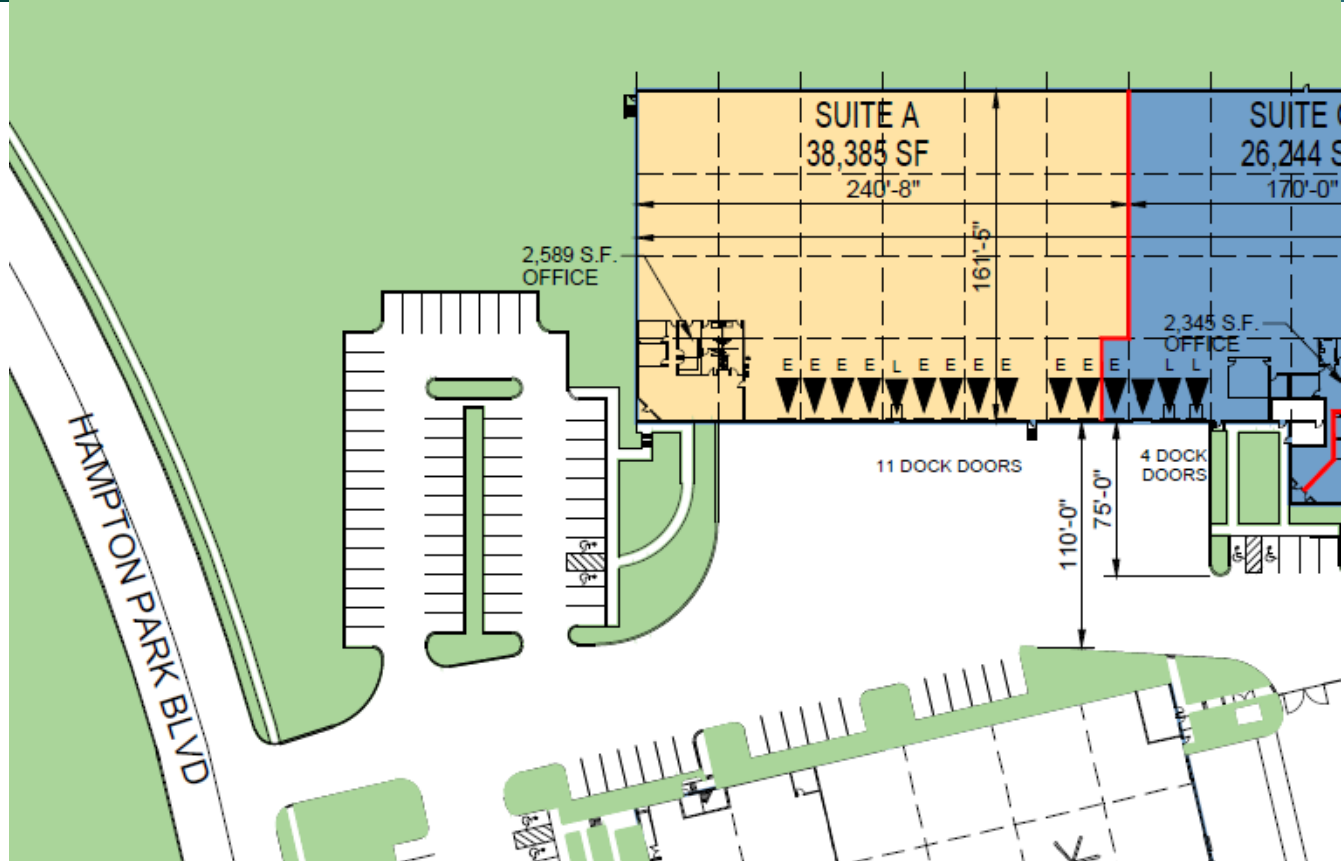 SUITE A
38,385 SF
240'-8"
161'-5"
SUITE
26,244 S
170'-0"
2,589 S.F.
OFFICE
2,345 S.F.
OFFICE
E E E E L E E E E E E E L L
11 DOCK DOORS
4 DOCK
DOORS
110'-0"
75'-0"
HAMPTON PARK BLVD
K